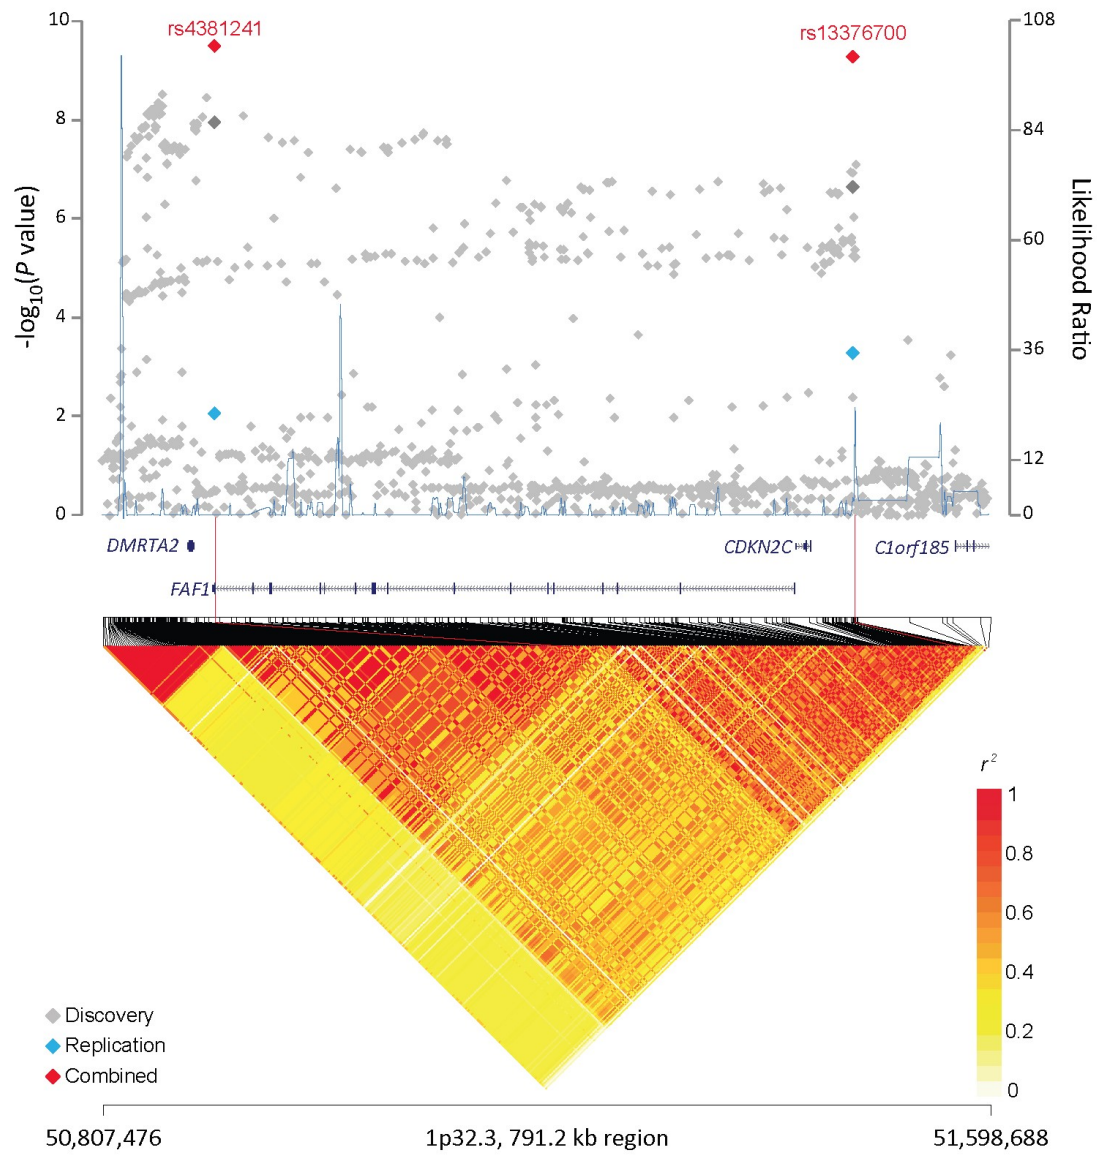 10
8
6
4
2
0
-log10(P value)
rs4381241
rs13376700
108
84
60
36
12
0
Likelihood Ratio
DMRTA2
CDKN2C
C1orf185
FAF1
r²
1
0.8
0.6
0.4
0.2
0
Discovery
Replication
Combined
50,807,476
1p32.3, 791.2 kb region
51,598,688